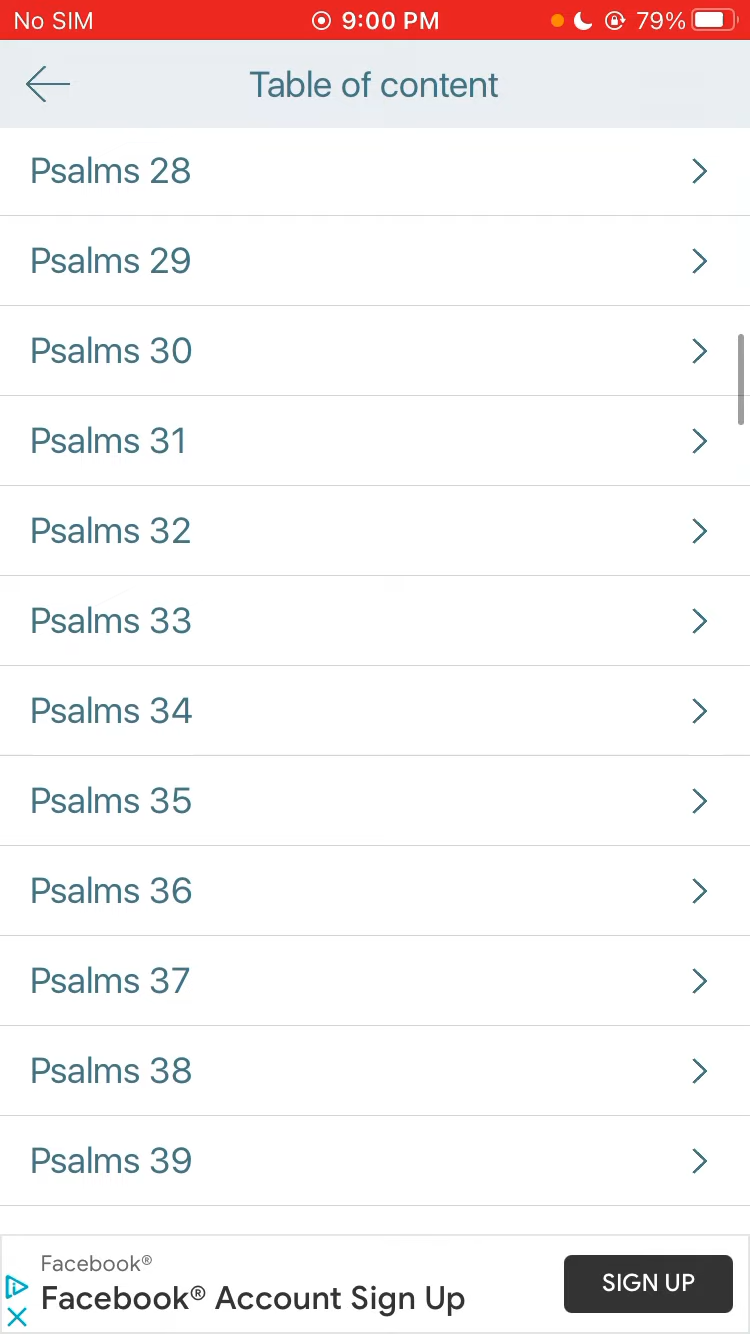 No SIM 9:00 PM 79%
Table of content
Psalms 28
Psalms 29
Psalms 30
Psalms 31
Psalms 32
Psalms 33
Psalms 34
Psalms 35
Psalms 36
Psalms 37
Psalms 38
Psalms 39
Facebook®
Facebook® Account Sign Up
SIGN UP